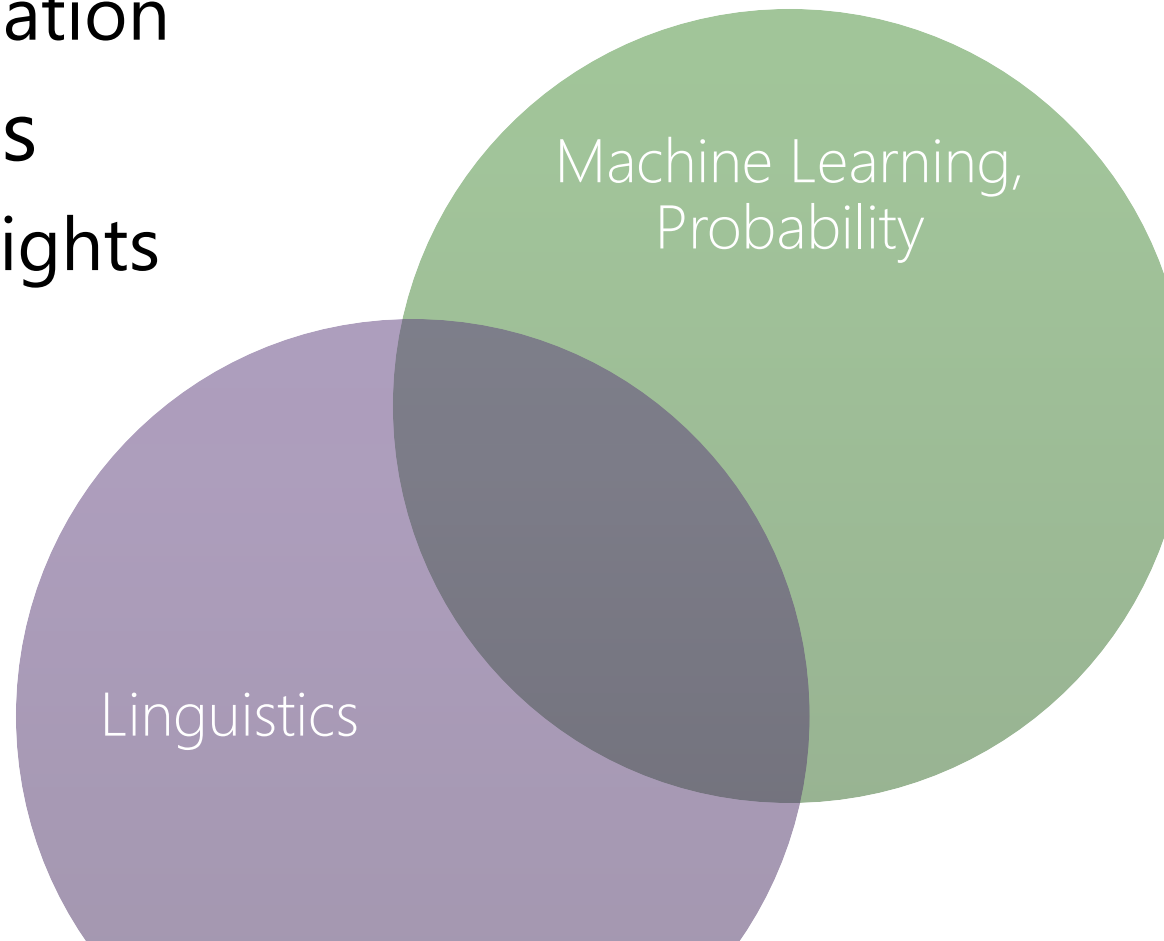 ation
s
ights
Machine Learning,
Probability
Linguistics